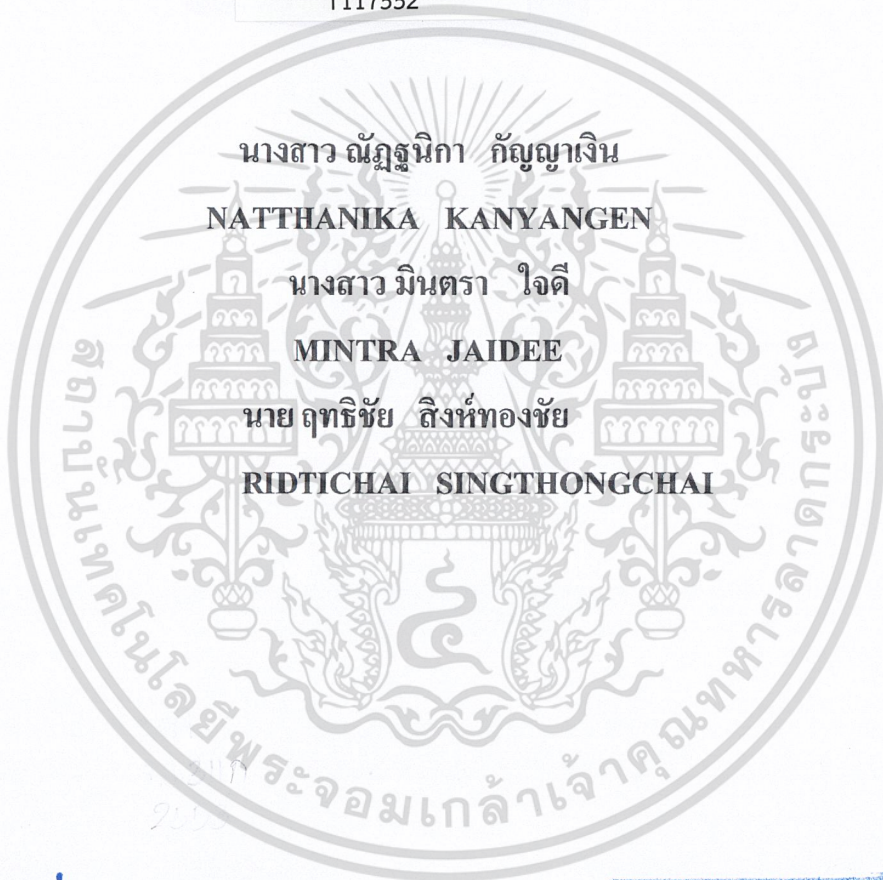 นางสาว ณัฏฐนิกา กัญญาเงิน
NATTHANIKA KANYANGEN
นางสาว มินตรา ใจดี
MINTRA JAIDEE
นาย ฤทธิชัย สิงห์ทองชัย
RIDTICHAI SINGTHONGCHAI
สถาบันเทคโนโลยีพระจอมเกล้าเจ้าคุณทหารลาดกระบัง